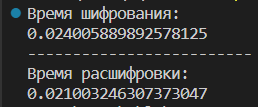 Время шифрования:
0.024005889892578125
--------------------------
Время расшифровки:
0.021003246307373047